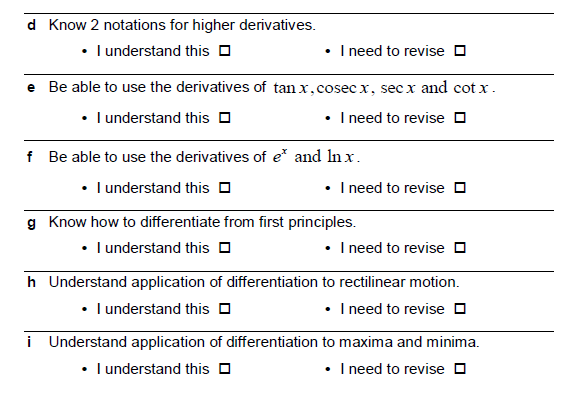 d Know 2 notations for higher derivatives.
• I understand this ☐ • I need to revise ☐
e Be able to use the derivatives of tan x, cosec x, sec x and cot x.
• I understand this ☐ • I need to revise ☐
f Be able to use the derivatives of eˣ and ln x.
• I understand this ☐ • I need to revise ☐
g Know how to differentiate from first principles.
• I understand this ☐ • I need to revise ☐
h Understand application of differentiation to rectilinear motion.
• I understand this ☐ • I need to revise ☐
i Understand application of differentiation to maxima and minima.
• I understand this ☐ • I need to revise ☐